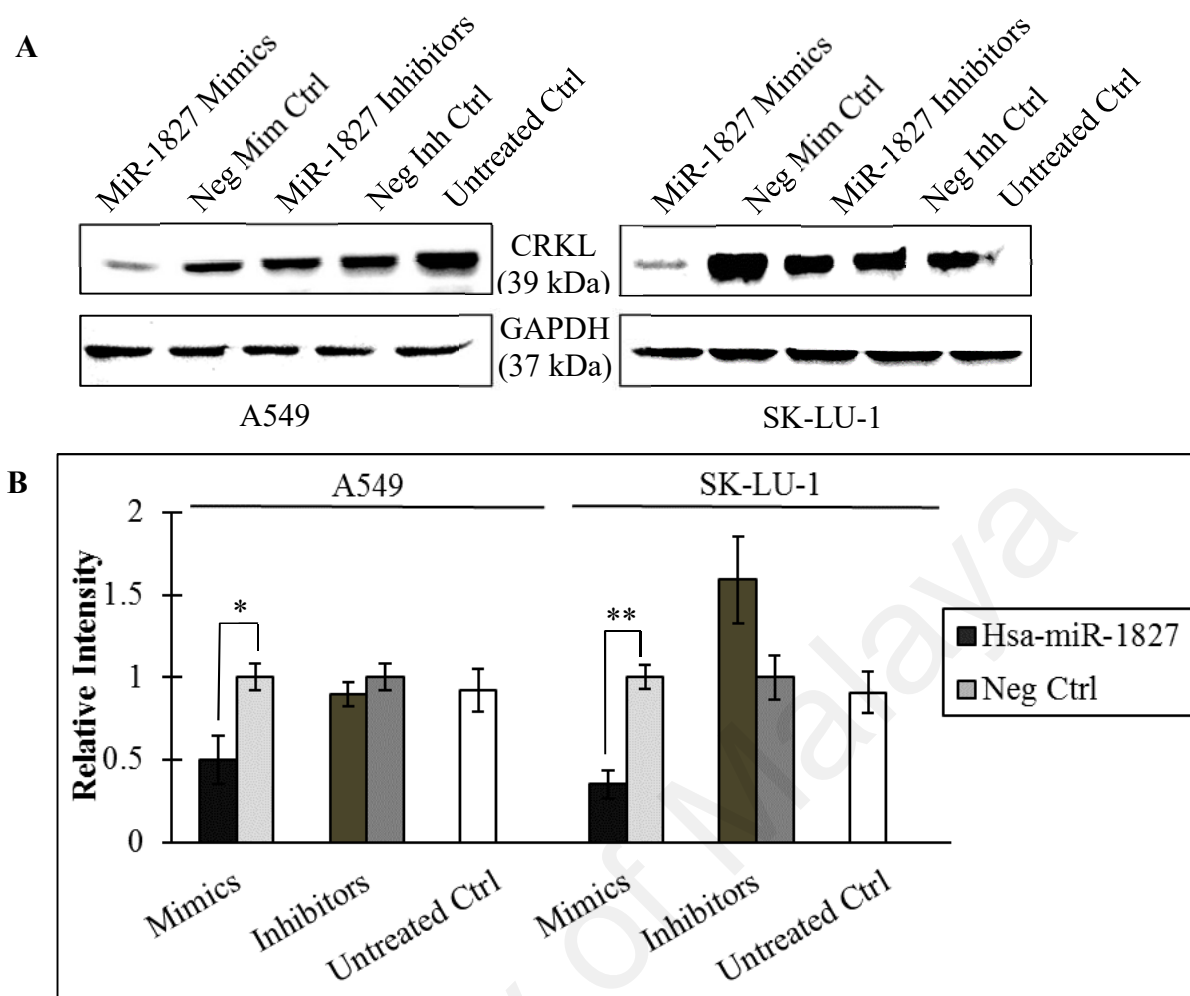 A
MiR-1827 Mimics
Neg Mim Ctrl
MiR-1827 Inhibitors
Neg Inh Ctrl
Untreated Ctrl
MiR-1827 Mimics
Neg Mim Ctrl
MiR-1827 Inhibitors
Neg Inh Ctrl
Untreated Ctrl
CRKL
(39 kDa)
GAPDH
(37 kDa)
A549
SK-LU-1
B
A549
SK-LU-1
Relative Intensity
2
1.5
1
0.5
0
*
**
Mimics
Inhibitors
Untreated Ctrl
Mimics
Inhibitors
Untreated Ctrl
Hsa-miR-1827
Neg Ctrl
of Malaya